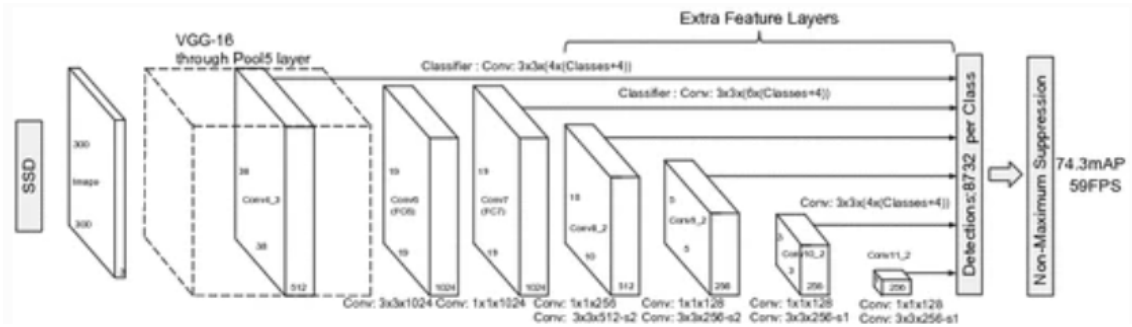 Extra Feature Layers
VGG-16
through Pool5 layer
Classifier : Conv: 3x3x(4x(Classes+4))
Classifier : Conv: 3x3x(6x(Classes+4))
SSD
300
Image
300
3
38
Conv4_3
38
512
19
Conv6
(FC6)
19
1024
19
Conv7
(FC7)
19
1024
10
Conv8_2
10
512
5
Conv9_2
5
256
Conv: 3x3x(4x(Classes+4))
3
Conv10_2
3
256
Conv11_2
256
Detections:8732 per Class
Non-Maximum Suppression
74.3mAP
59FPS
Conv: 3x3x1024
Conv: 1x1x1024
Conv: 1x1x256
Conv: 3x3x512-s2
Conv: 1x1x128
Conv: 3x3x256-s2
Conv: 1x1x128
Conv: 3x3x256-s1
Conv: 1x1x128
Conv: 3x3x256-s1